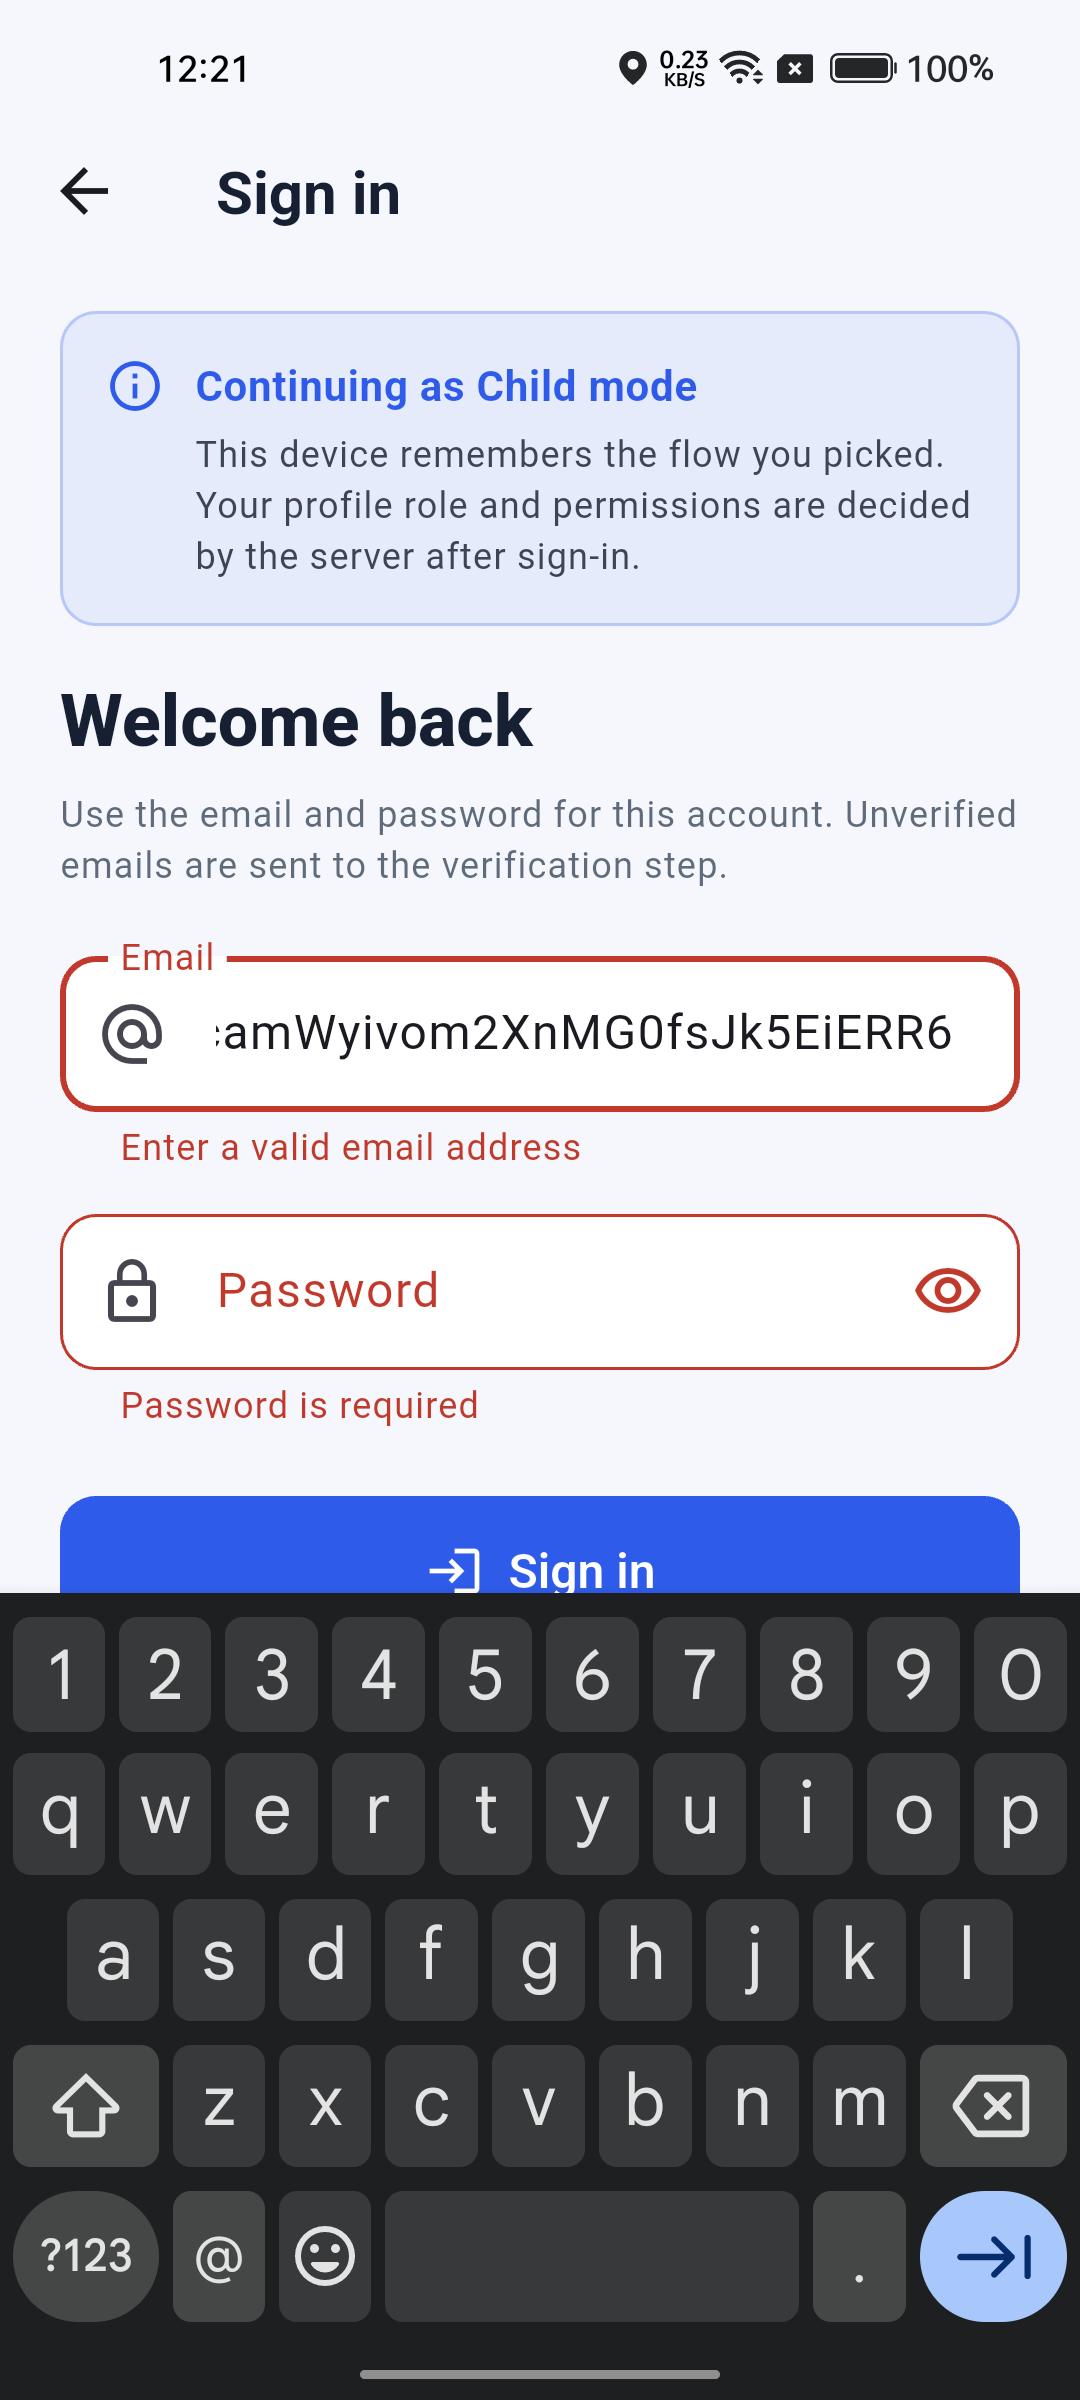 12:21
0.23
KB/S
100%
Sign in
Continuing as Child mode
This device remembers the flow you picked.
Your profile role and permissions are decided
by the server after sign-in.
Welcome back
Use the email and password for this account. Unverified
emails are sent to the verification step.
Email
amWyivom2XnMG0fsJk5EiERR6
Enter a valid email address
Password
Password is required
Sign in
1 2 3 4 5 6 7 8 9 0
q w e r t y u i o p
a s d f g h j k l
z x c v b n m
?123 @ .